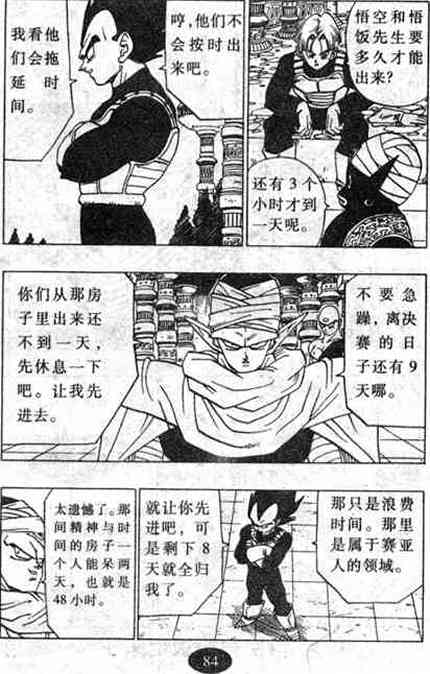 悟空和悟
饭先生要
多久才能
出来?
还有3个
小时才到
一天呢。
哼,他们不
会按时出
来吧。
我看他
们会拖
延时
间。
不要急
躁,离决
赛的日
子还有9
天哪。
你们从那房
子里出来还
不到一天,
先休息一下
吧。让我先
进去。
那只是浪费
时间。那里
是属于赛亚
人的领域。
就让你先
进吧,可
是剩下8
天就全归
我了。
太遗憾了。那
间精神与时
间的房子一
个人能呆两
天,也就是
48小时。
84